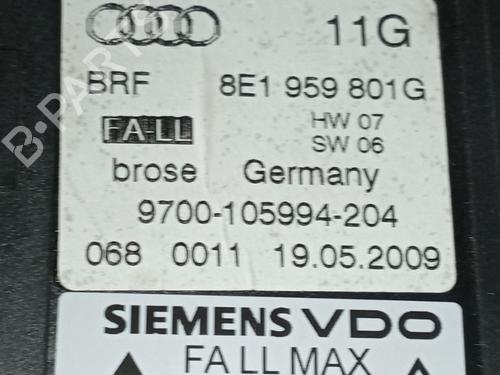 11G
BRF 8E1 959 801G
FA-LL HW 07
SW 06
brose Germany
9700-105994-204
068 0011 19.05.2009
SIEMENS VDO
FA LL MAX
B-PARTS